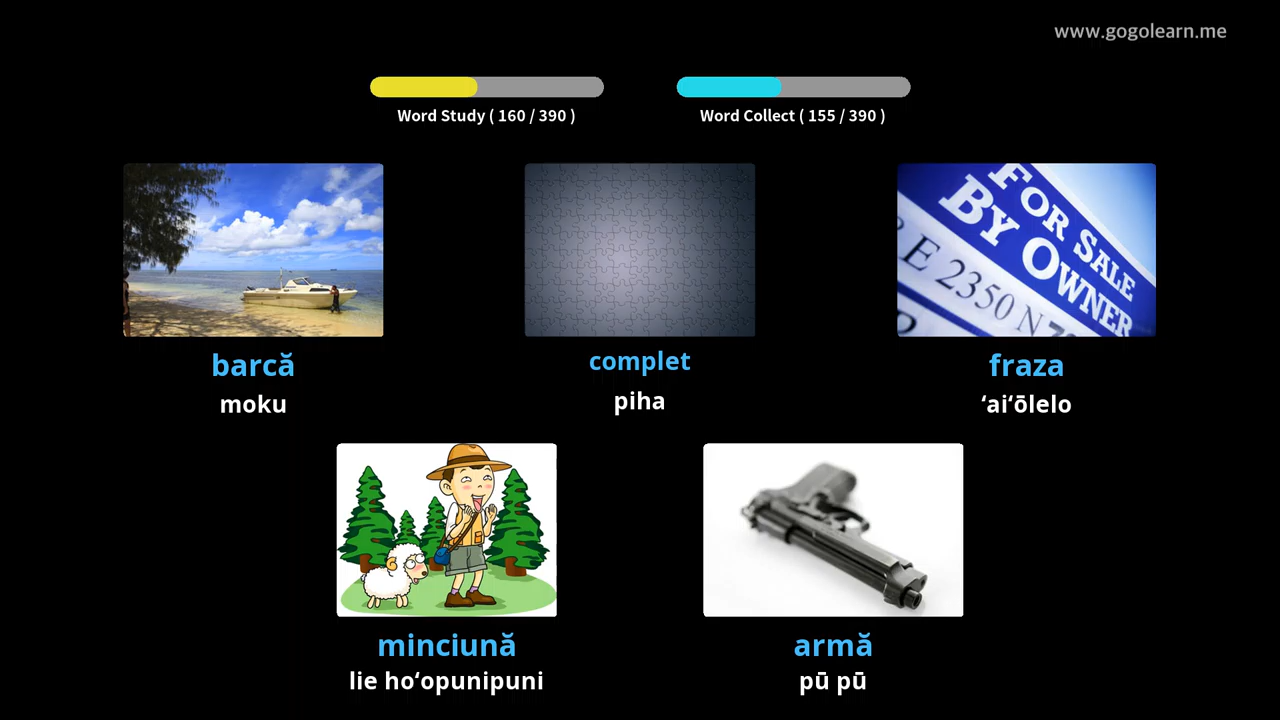 www.gogolearn.me
Word Study ( 160 / 390 )
Word Collect ( 155 / 390 )
FOR SALE
BY OWNER
E 2350 N
barcă
complet
fraza
moku
piha
ʻaiʻōlelo
minciună
armă
lie hoʻopunipuni
pū pū